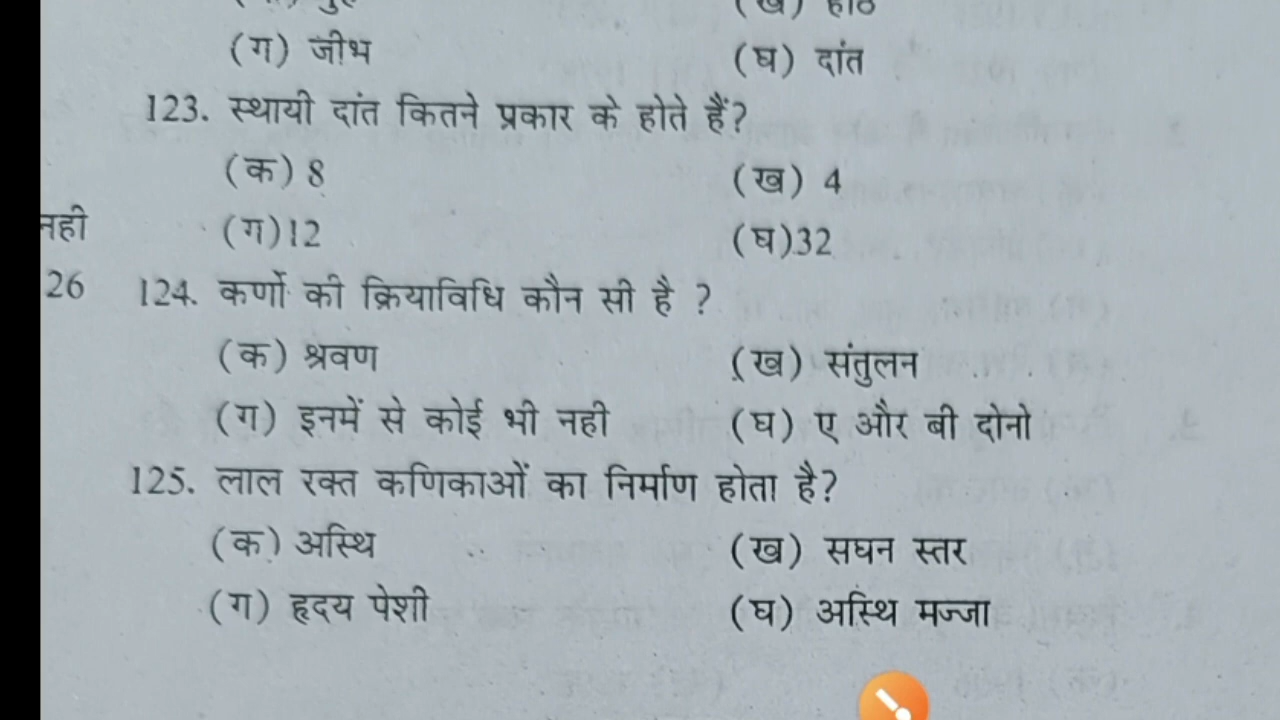 (ग) जीभ (घ) दांत
123. स्थायी दांत कितने प्रकार के होते हैं?
(क) 8 (ख) 4
नही (ग)12 (घ)32
26 124. कर्णो की क्रियाविधि कौन सी है ?
(क) श्रवण (ख) संतुलन
(ग) इनमें से कोई भी नही (घ) ए और बी दोनो
125. लाल रक्त कणिकाओं का निर्माण होता है?
(क) अस्थि (ख) सघन स्तर
(ग) हृदय पेशी (घ) अस्थि मज्जा